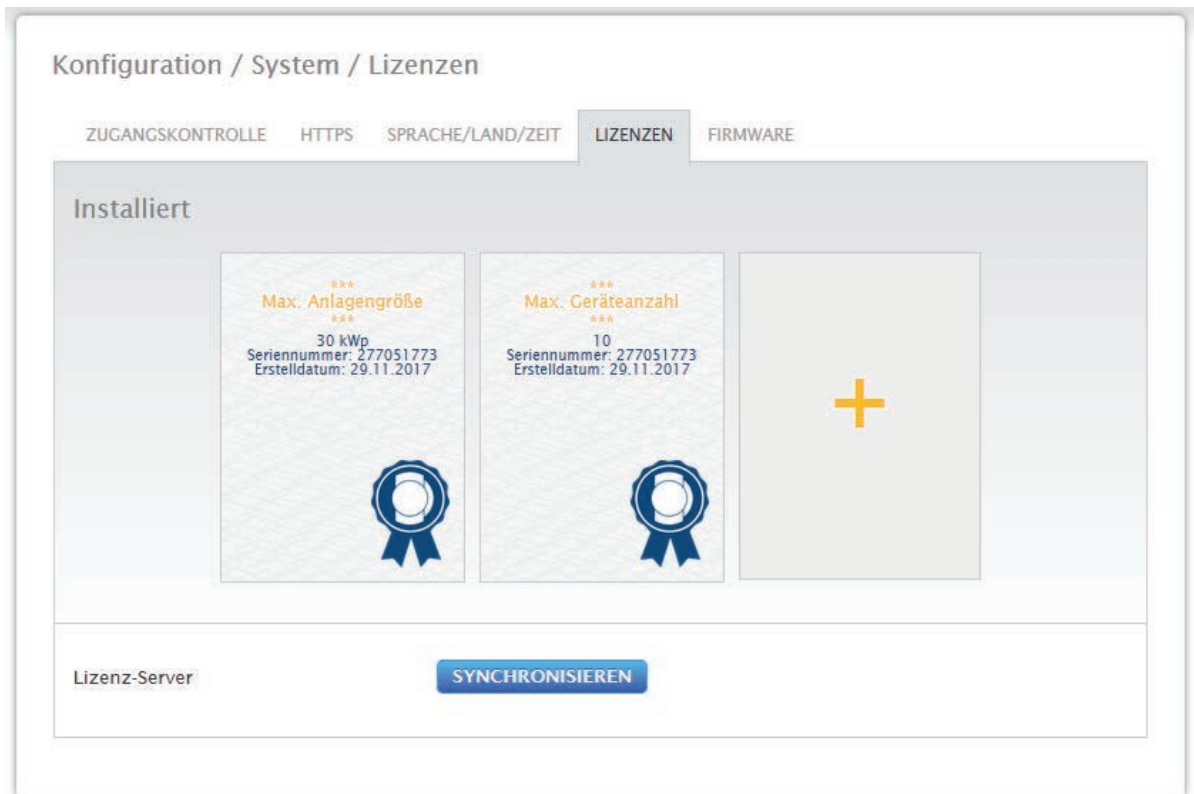 Konfiguration / System / Lizenzen
ZUGANGSKONTROLLE HTTPS SPRACHE/LAND/ZEIT LIZENZEN FIRMWARE
Installiert
***
Max. Anlagengröße
***
30 kWp
Seriennummer: 277051773
Erstelldatum: 29.11.2017
***
Max. Geräteanzahl
***
10
Seriennummer: 277051773
Erstelldatum: 29.11.2017
+
Lizenz-Server
SYNCHRONISIEREN